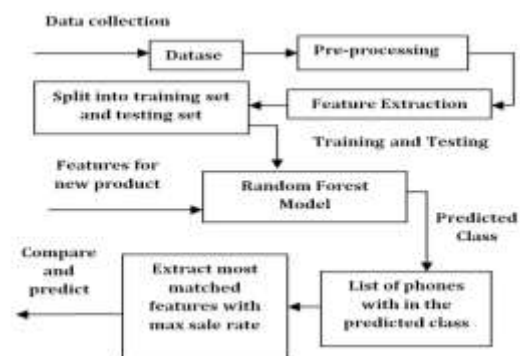 Data collection
Datase
Pre-processing
Split into training set
and testing set
Feature Extraction
Training and Testing
Features for
new product
Random Forest
Model
Predicted
Class
Compare
and
predict
Extract most
matched
features with
max sale rate
List of phones
with in the
predicted class